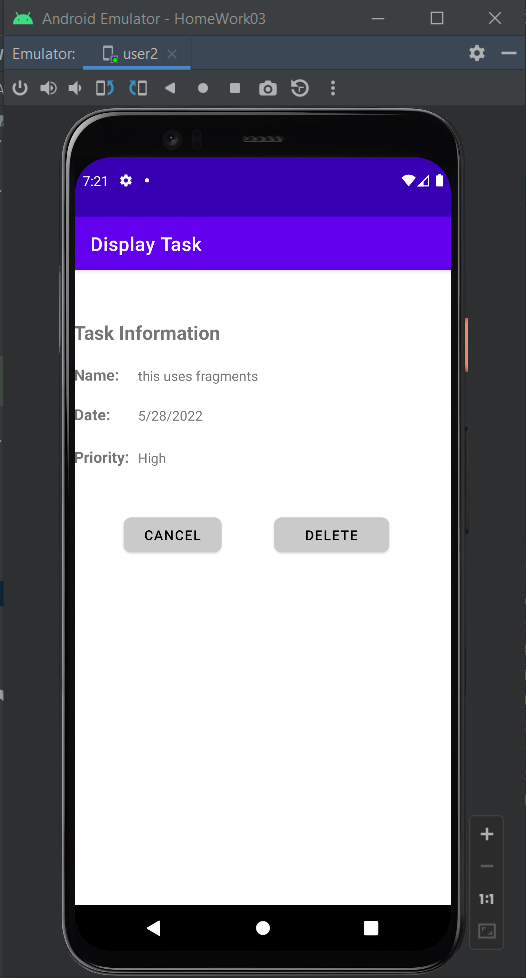 Android Emulator - HomeWork03
Emulator: user2
7:21
Display Task
Task Information
Name: this uses fragments
Date: 5/28/2022
Priority: High
CANCEL DELETE
1:1